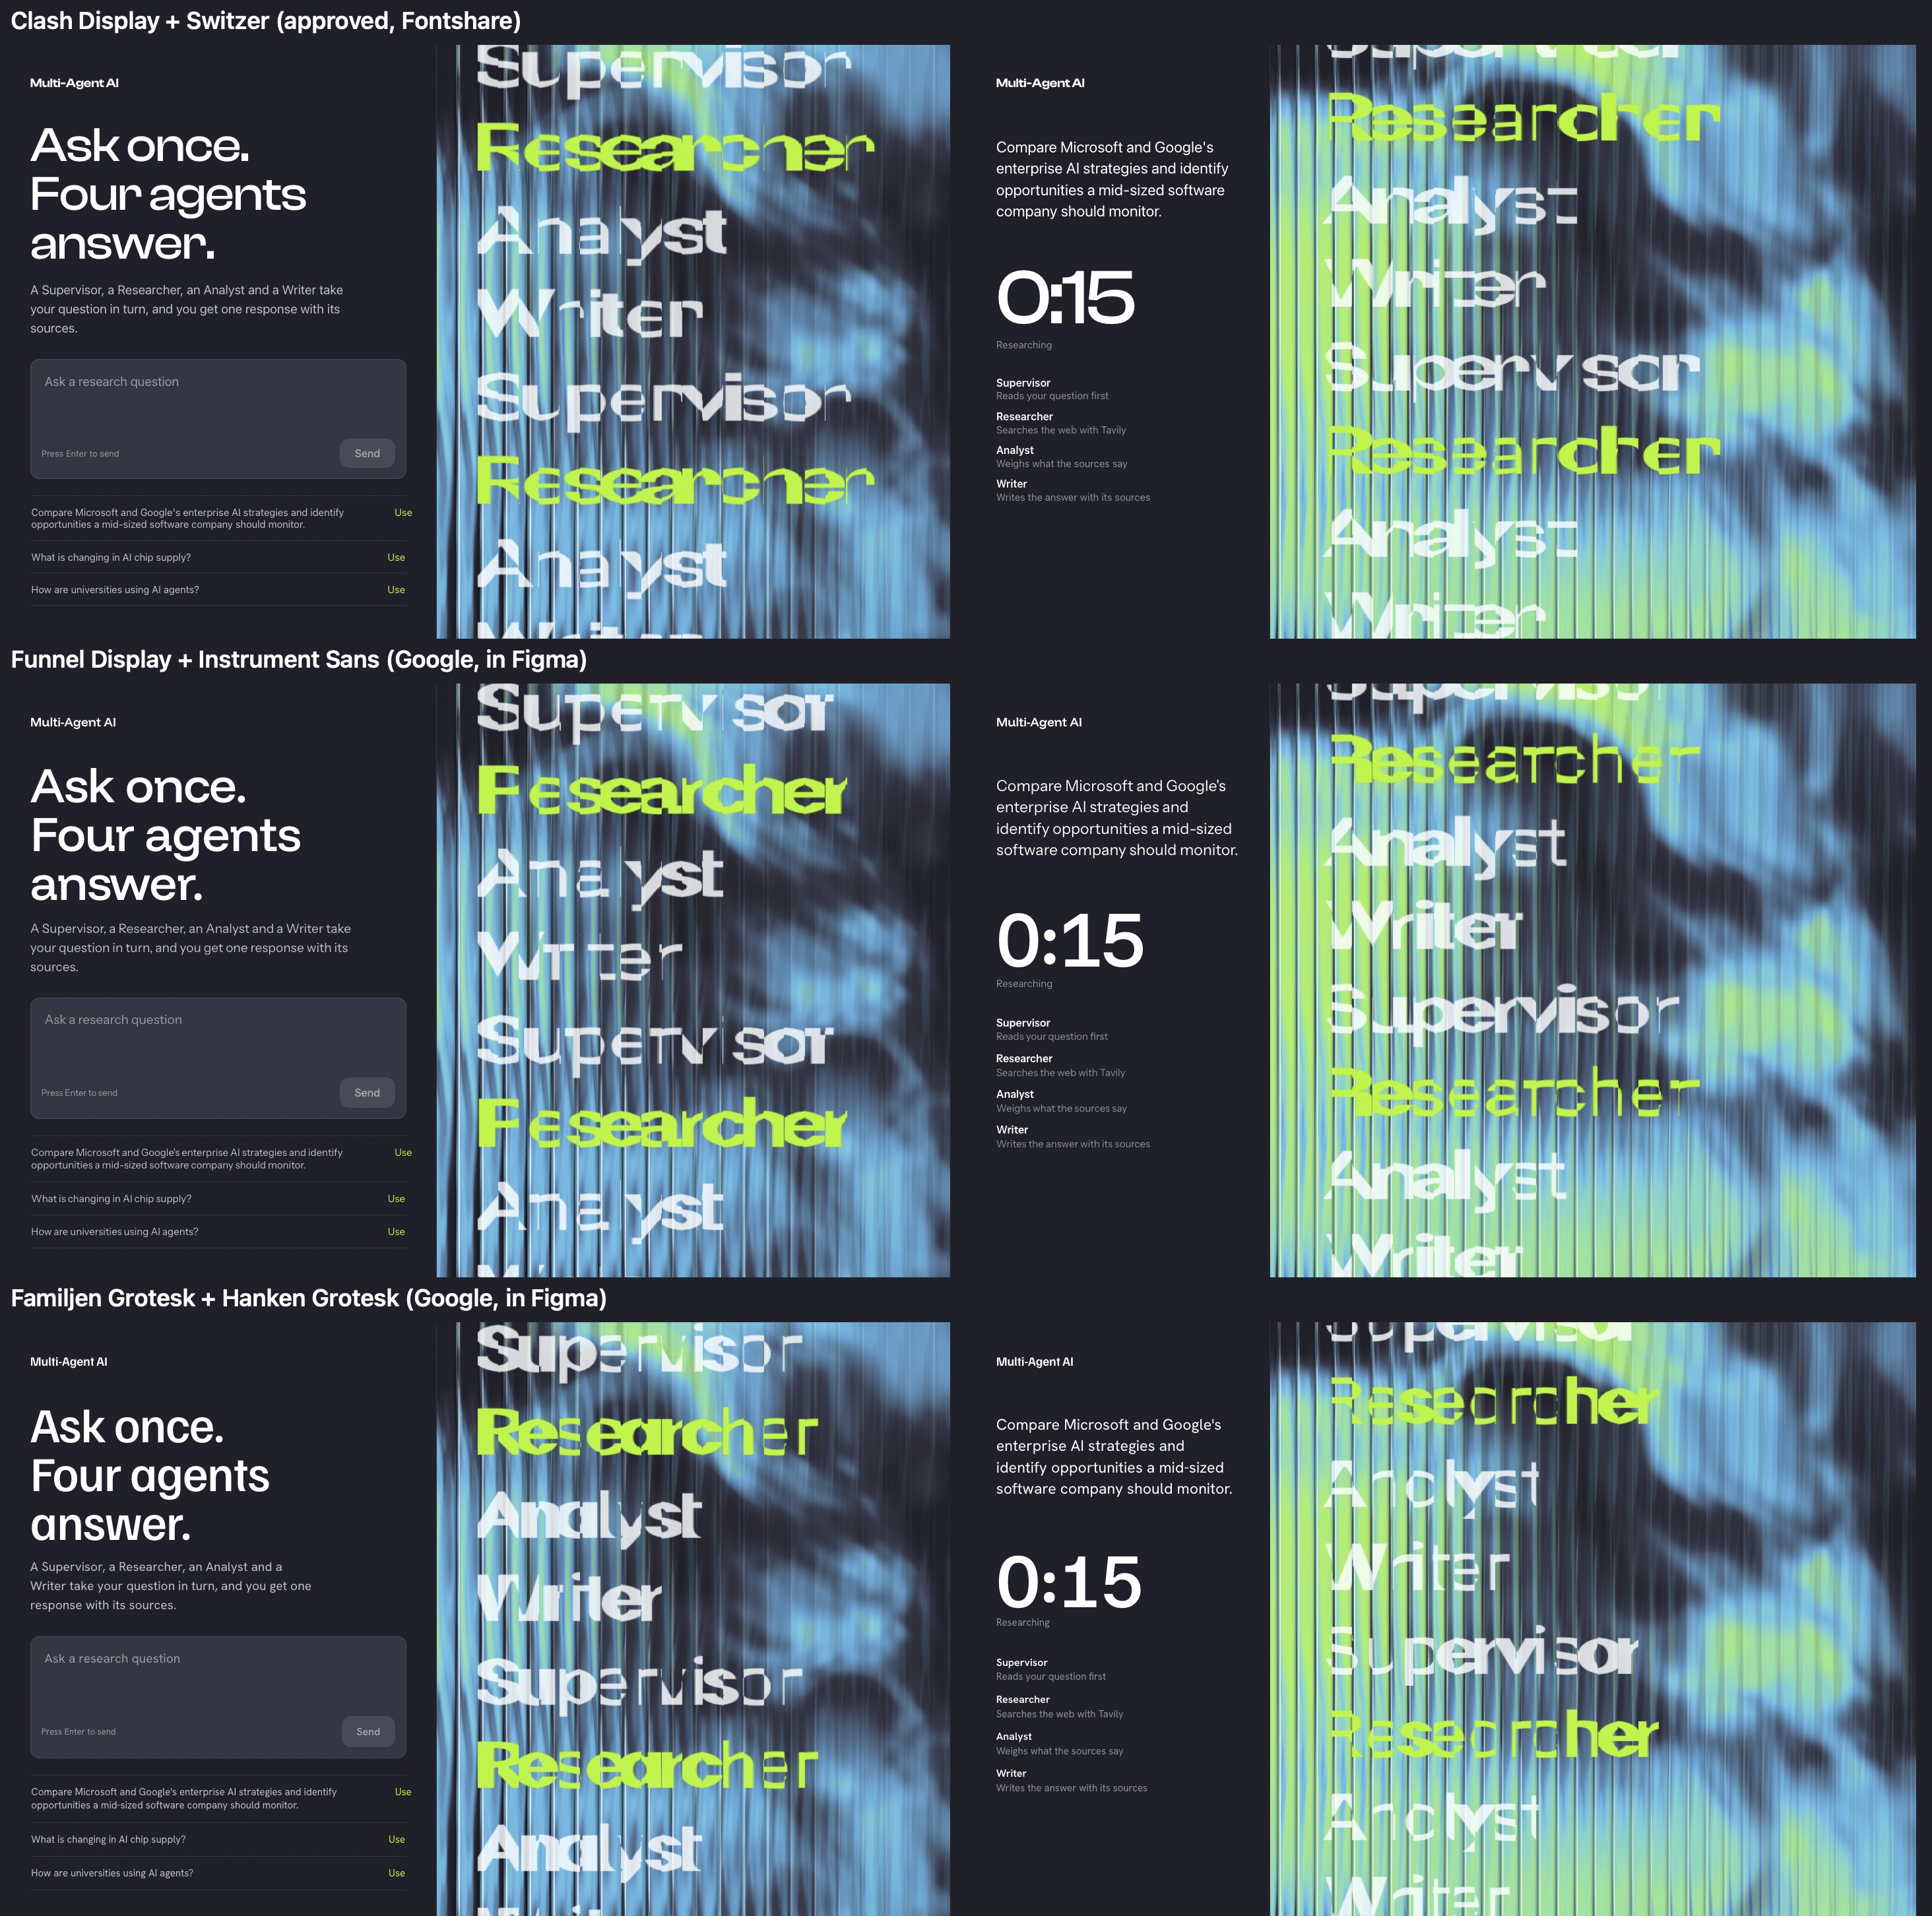 Clash Display + Switzer (approved, Fontshare)
Multi-Agent AI
Ask once.
Four agents
answer.
A Supervisor, a Researcher, an Analyst and a Writer take
your question in turn, and you get one response with its
sources.
Ask a research question
Press Enter to send
Send
Compare Microsoft and Google's enterprise AI strategies and identify
opportunities a mid-sized software company should monitor.
Use
What is changing in AI chip supply?
Use
How are universities using AI agents?
Use
Supervisor
Researcher
Analyst
Writer
Supervisor
Researcher
Analyst
Writer
Multi-Agent AI
Compare Microsoft and Google's
enterprise AI strategies and identify
opportunities a mid-sized software
company should monitor.
0:15
Researching
Supervisor
Reads your question first
Researcher
Searches the web with Tavily
Analyst
Weighs what the sources say
Writer
Writes the answer with its sources
Supervisor
Researcher
Analyst
Writer
Supervisor
Researcher
Analyst
Writer
Funnel Display + Instrument Sans (Google, in Figma)
Multi-Agent AI
Ask once.
Four agents
answer.
A Supervisor, a Researcher, an Analyst and a Writer take
your question in turn, and you get one response with its
sources.
Ask a research question
Press Enter to send
Send
Compare Microsoft and Google's enterprise AI strategies and identify
opportunities a mid-sized software company should monitor.
Use
What is changing in AI chip supply?
Use
How are universities using AI agents?
Use
Supervisor
Researcher
Analyst
Writer
Supervisor
Researcher
Analyst
Multi-Agent AI
Compare Microsoft and Google's
enterprise AI strategies and
identify opportunities a mid-sized
software company should monitor.
0:15
Researching
Supervisor
Reads your question first
Researcher
Searches the web with Tavily
Analyst
Weighs what the sources say
Writer
Writes the answer with its sources
Supervisor
Researcher
Analyst
Writer
Supervisor
Researcher
Analyst
Writer
Familjen Grotesk + Hanken Grotesk (Google, in Figma)
Multi-Agent AI
Ask once.
Four agents
answer.
A Supervisor, a Researcher, an Analyst and a
Writer take your question in turn, and you get one
response with its sources.
Ask a research question
Press Enter to send
Send
Compare Microsoft and Google's enterprise AI strategies and identify
opportunities a mid-sized software company should monitor.
Use
What is changing in AI chip supply?
Use
How are universities using AI agents?
Use
Supervisor
Researcher
Analyst
Writer
Supervisor
Researcher
Analyst
Multi-Agent AI
Compare Microsoft and Google's
enterprise AI strategies and
identify opportunities a mid-sized
software company should monitor.
0:15
Researching
Supervisor
Reads your question first
Researcher
Searches the web with Tavily
Analyst
Weighs what the sources say
Writer
Writes the answer with its sources
Supervisor
Researcher
Analyst
Writer
Supervisor
Researcher
Analyst
Writer